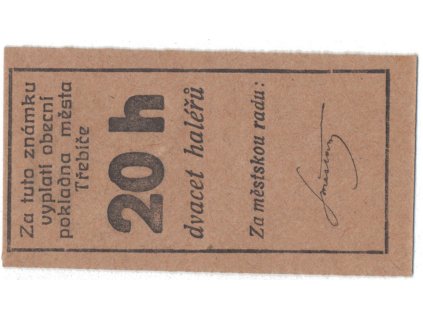 Za tuto známku
vyplatí obecní
pokladna města
Třebíče
20 h
dvacet haléřů
Za městskou radu: